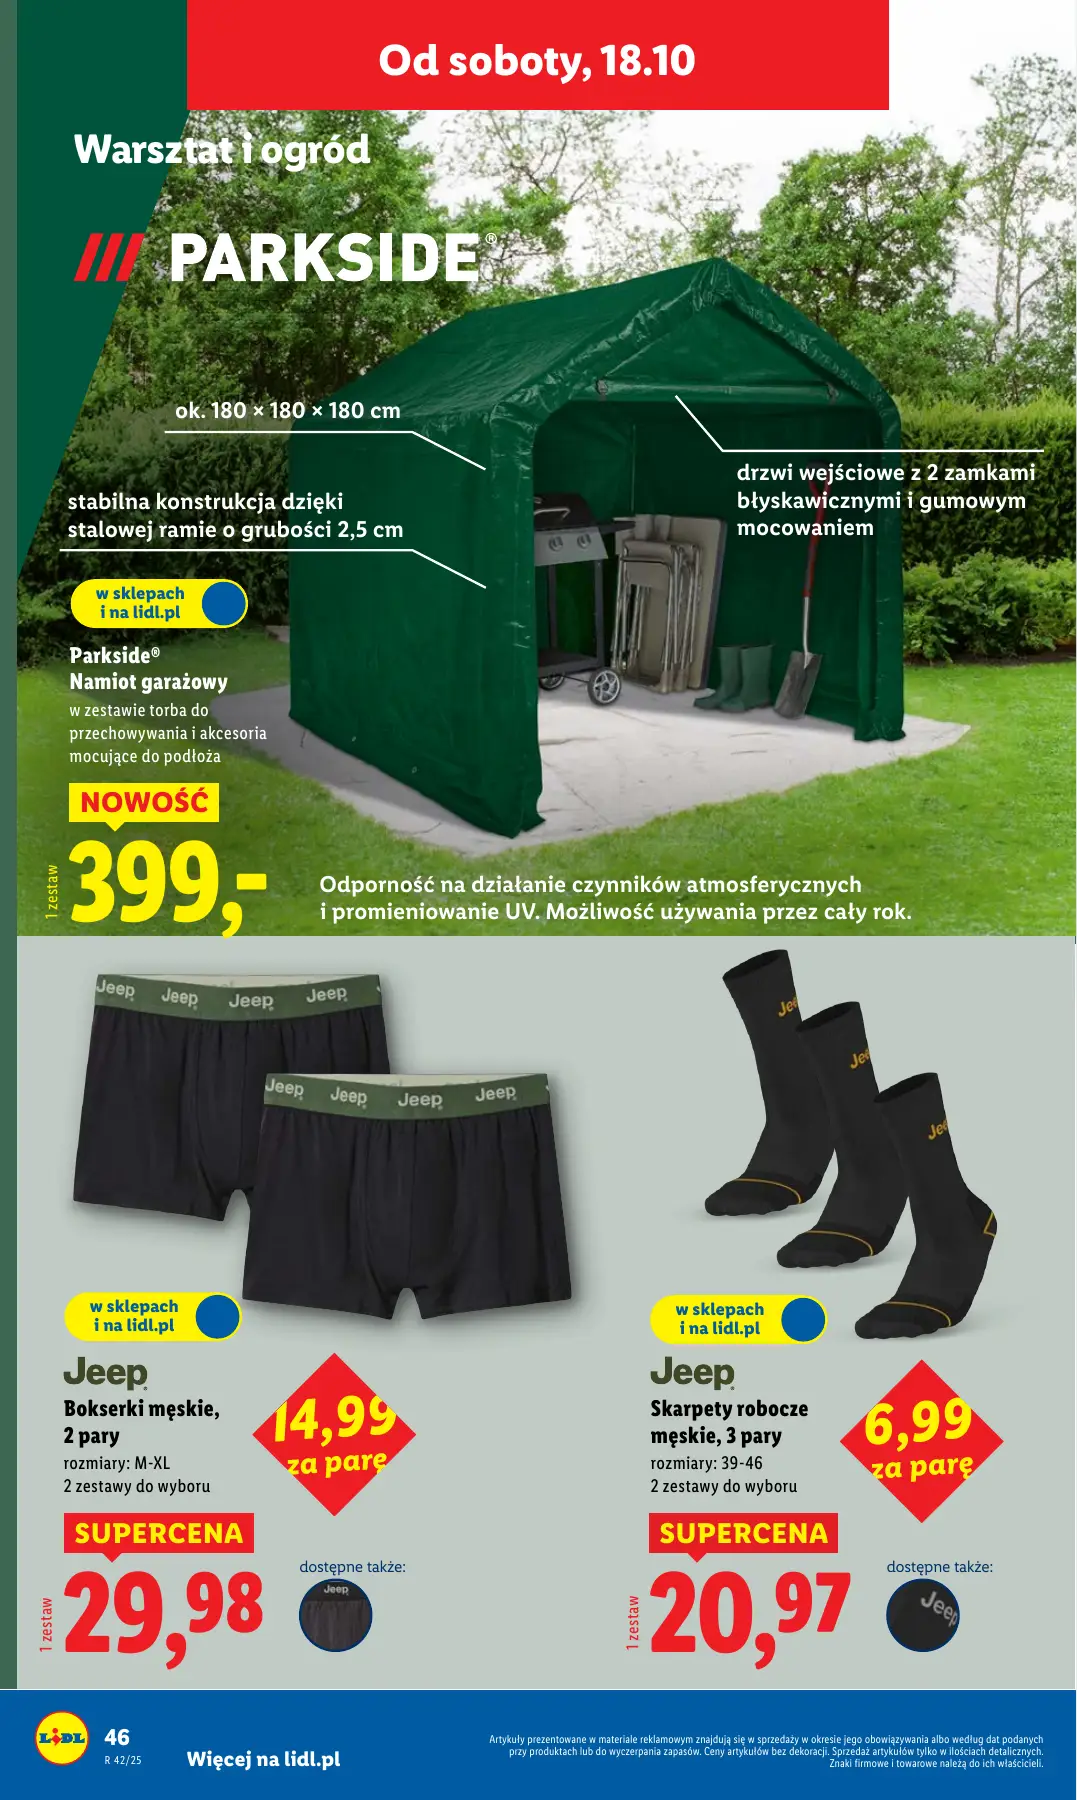 Od soboty, 18.10
Warsztat i ogród
PARKSIDE®
ok. 180 × 180 × 180 cm
stabilna konstrukcja dzięki
stalowej ramie o grubości 2,5 cm
drzwi wejściowe z 2 zamkami
błyskawicznymi i gumowym
mocowaniem
w sklepach
i na lidl.pl
Parkside®
Namiot garażowy
w zestawie torba do
przechowywania i akcesoria
mocujące do podłoża
NOWOŚĆ
1 zestaw
399,-
Odporność na działanie czynników atmosferycznych
i promieniowanie UV. Możliwość używania przez cały rok.
Jeep Jeep Jeep Jeep
Jeep Jeep Jeep Jeep
Jeep
Jeep
Jeep
w sklepach
i na lidl.pl
Jeep
Bokserki męskie,
2 pary
rozmiary: M-XL
2 zestawy do wyboru
14,99
za parę
SUPERCENA
1 zestaw
29,98
dostępne także:
Jeep
w sklepach
i na lidl.pl
Jeep
Skarpety robocze
męskie, 3 pary
rozmiary: 39-46
2 zestawy do wyboru
6,99
za parę
SUPERCENA
1 zestaw
20,97
dostępne także:
Jeep
LIDL
46
R 42/25
Więcej na lidl.pl
Artykuły prezentowane w materiale reklamowym znajdują się w sprzedaży w okresie jego obowiązywania albo według dat podanych
przy produktach lub do wyczerpania zapasów. Ceny artykułów bez dekoracji. Sprzedaż artykułów tylko w ilościach detalicznych.
Znaki firmowe i towarowe należą do ich właścicieli.